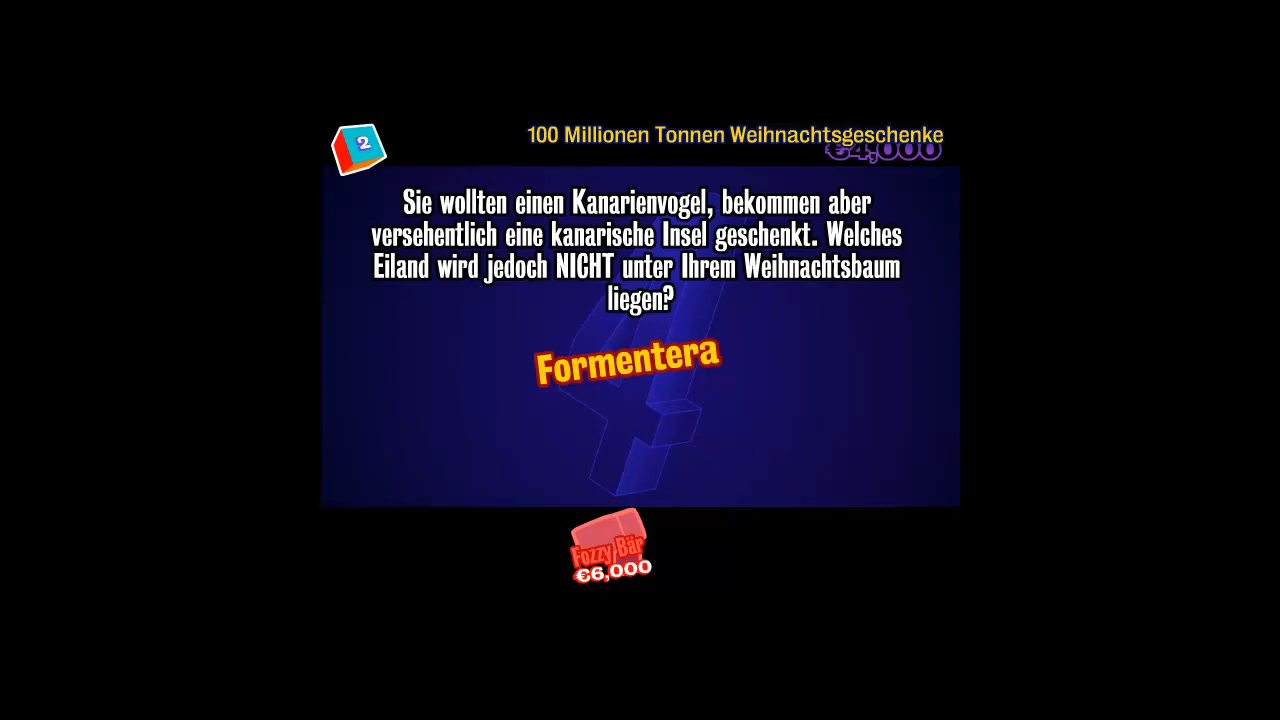 2
100 Millionen Tonnen Weihnachtsgeschenke
€4,000
Sie wollten einen Kanarienvogel, bekommen aber
versehentlich eine kanarische Insel geschenkt. Welches
Eiland wird jedoch NICHT unter Ihrem Weihnachtsbaum
liegen?
Formentera
Fozzy Bär
€6,000